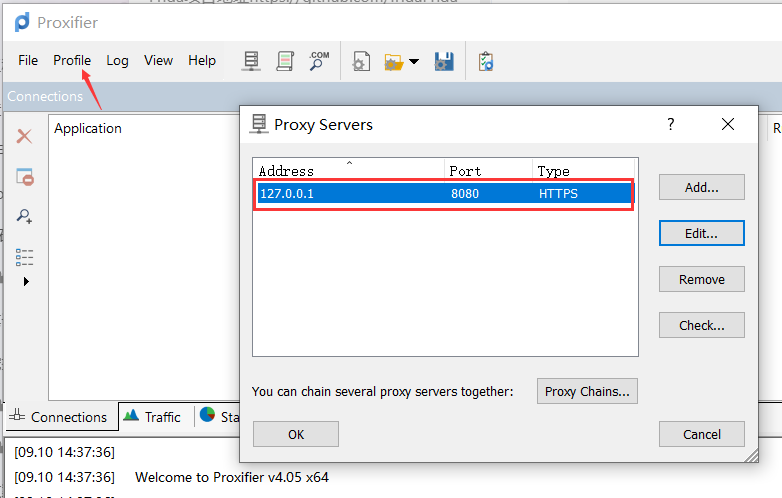 Proxifier
File Profile Log View Help
.COM
Connections
Application
R
Proxy Servers
?
Address Port Type
127.0.0.1 8080 HTTPS
Add...
Edit...
Remove
Check...
You can chain several proxy servers together: Proxy Chains...
OK Cancel
Connections Traffic Sta
[09.10 14:37:36]
[09.10 14:37:36] Welcome to Proxifier v4.05 x64